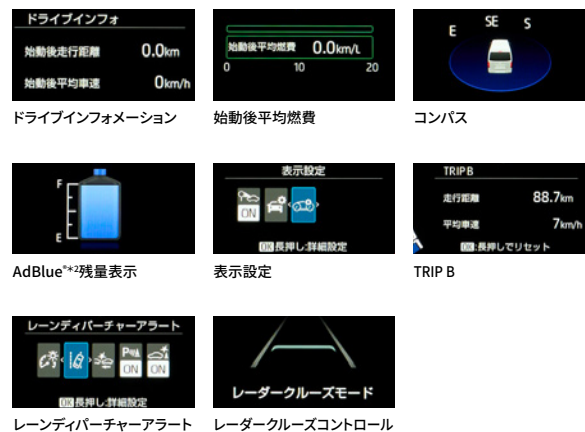 ドライブインフォ
始動後走行距離 0.0km
始動後平均車速 0km/h
ドライブインフォメーション
始動後平均燃費 0.0km/L
0 10 20
始動後平均燃費
E SE S
コンパス
F
E
AdBlue®*2残量表示
表示設定
ON
OK長押し:詳細設定
表示設定
TRIP B
走行距離 88.7km
平均車速 7km/h
OK:長押しでリセット
TRIP B
レーンディパーチャーアラート
ON ON
OK長押し:詳細設定
レーンディパーチャーアラート
レーダークルーズモード
レーダークルーズコントロール